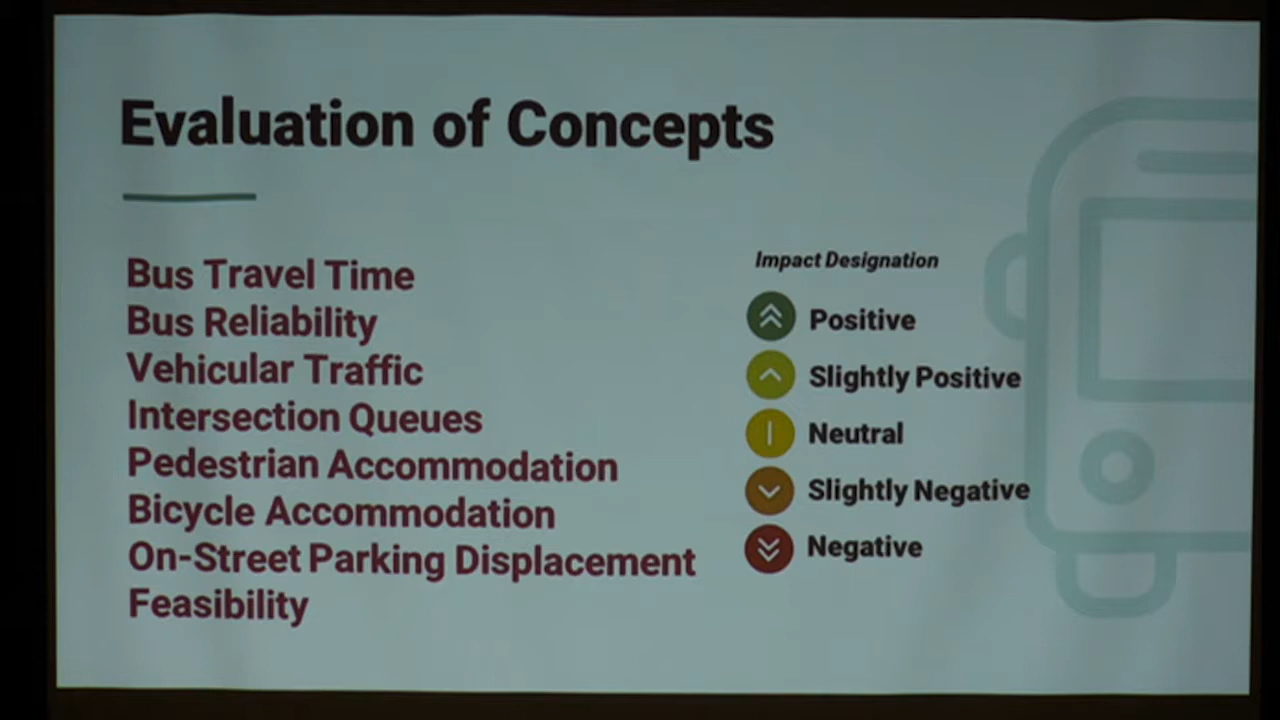 Evaluation of Concepts
Bus Travel Time
Bus Reliability
Vehicular Traffic
Intersection Queues
Pedestrian Accommodation
Bicycle Accommodation
On-Street Parking Displacement
Feasibility
Impact Designation
Positive
Slightly Positive
Neutral
Slightly Negative
Negative